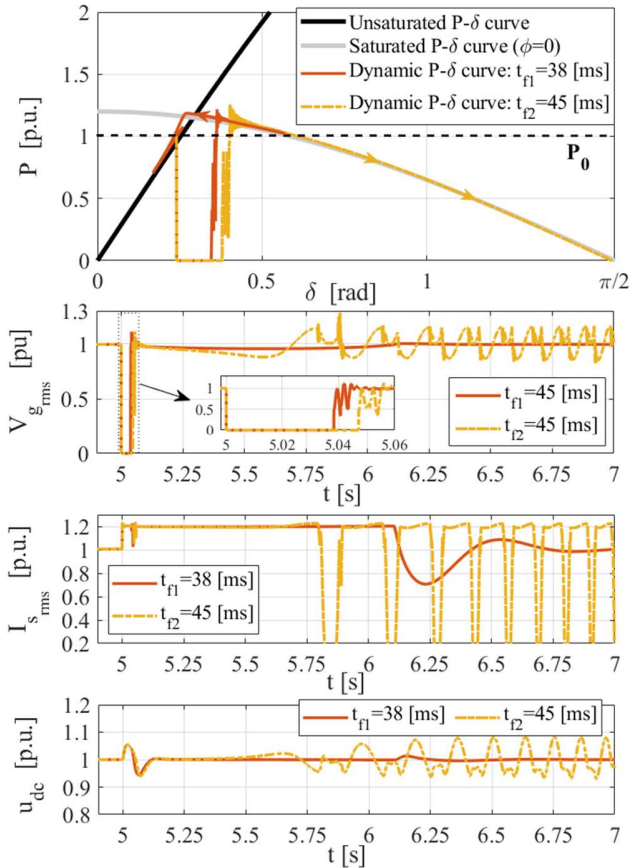 2
1.5
1
0.5
0
P [p.u.]
Unsaturated P-δ curve
Saturated P-δ curve (ϕ=0)
Dynamic P-δ curve: t_f1=38 [ms]
Dynamic P-δ curve: t_f2=45 [ms]
P_0
0 0.5 1 π/2
δ [rad]
1.3
1
0.5
0
V_g_rms [pu]
1
0.5
0
5 5.02 5.04 5.06
t_f1=45 [ms]
t_f2=45 [ms]
5 5.25 5.5 5.75 6 6.25 6.5 6.75 7
t [s]
1.2
1.0
0.8
0.6
0.4
0.2
I_s_rms [p.u.]
t_f1=38 [ms]
t_f2=45 [ms]
5 5.25 5.5 5.75 6 6.25 6.5 6.75 7
t [s]
1.2
1.1
1
0.9
0.8
u_dc [p.u.]
t_f1=38 [ms] t_f2=45 [ms]
5 5.25 5.5 5.75 6 6.25 6.5 6.75 7
t [s]